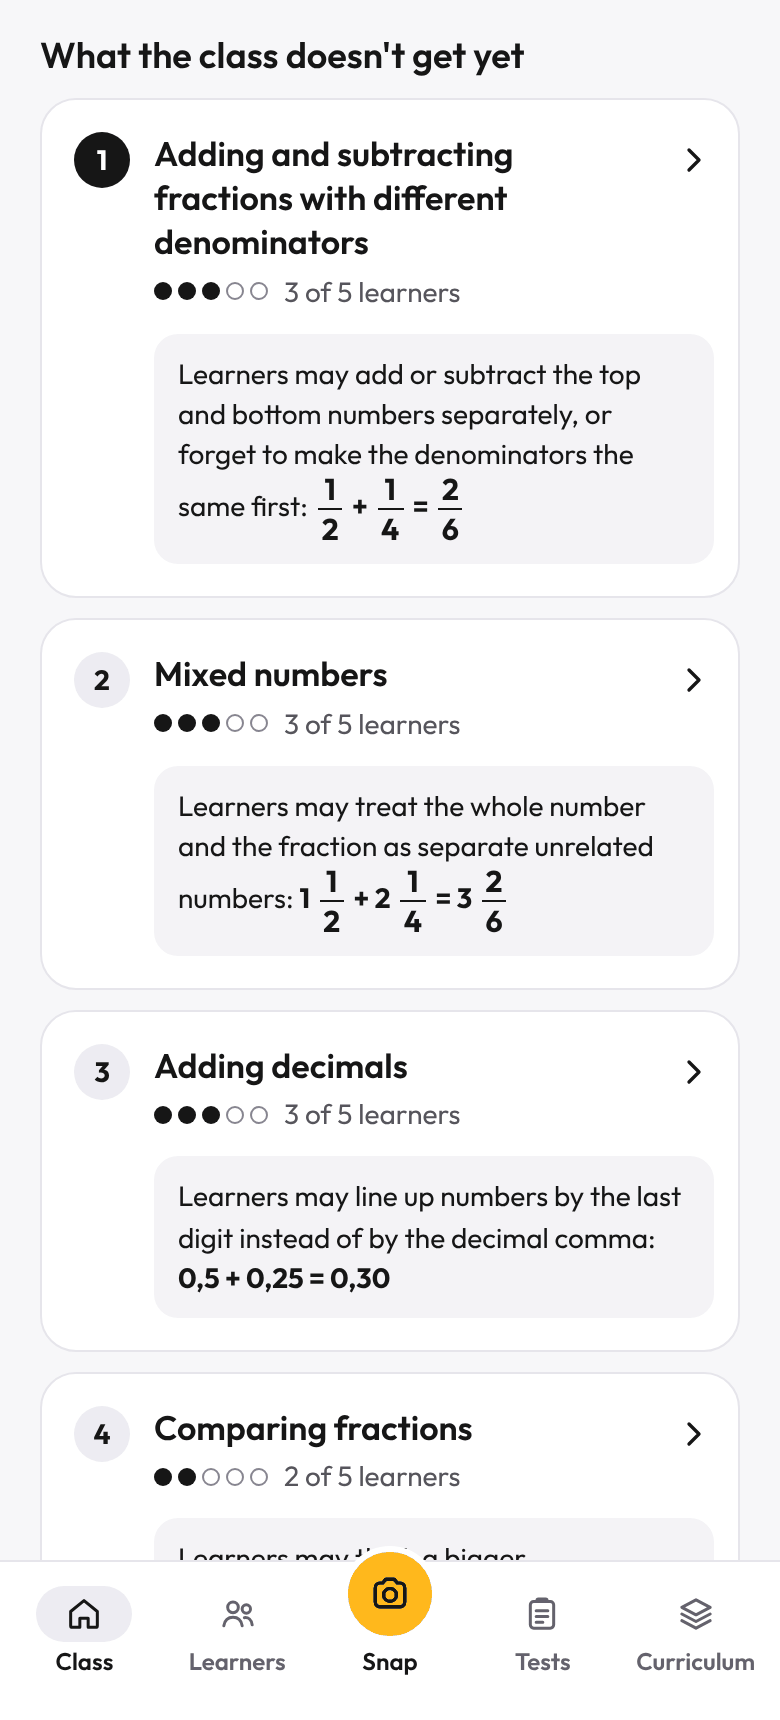 What the class doesn't get yet
1
Adding and subtracting
fractions with different
denominators
3 of 5 learners
Learners may add or subtract the top
and bottom numbers separately, or
forget to make the denominators the
same first: 1/2 + 1/4 = 2/6
2
Mixed numbers
3 of 5 learners
Learners may treat the whole number
and the fraction as separate unrelated
numbers: 1 1/2 + 2 1/4 = 3 2/6
3
Adding decimals
3 of 5 learners
Learners may line up numbers by the last
digit instead of by the decimal comma:
0,5 + 0,25 = 0,30
4
Comparing fractions
2 of 5 learners
Learners may a bigger
Class
Learners
Snap
Tests
Curriculum